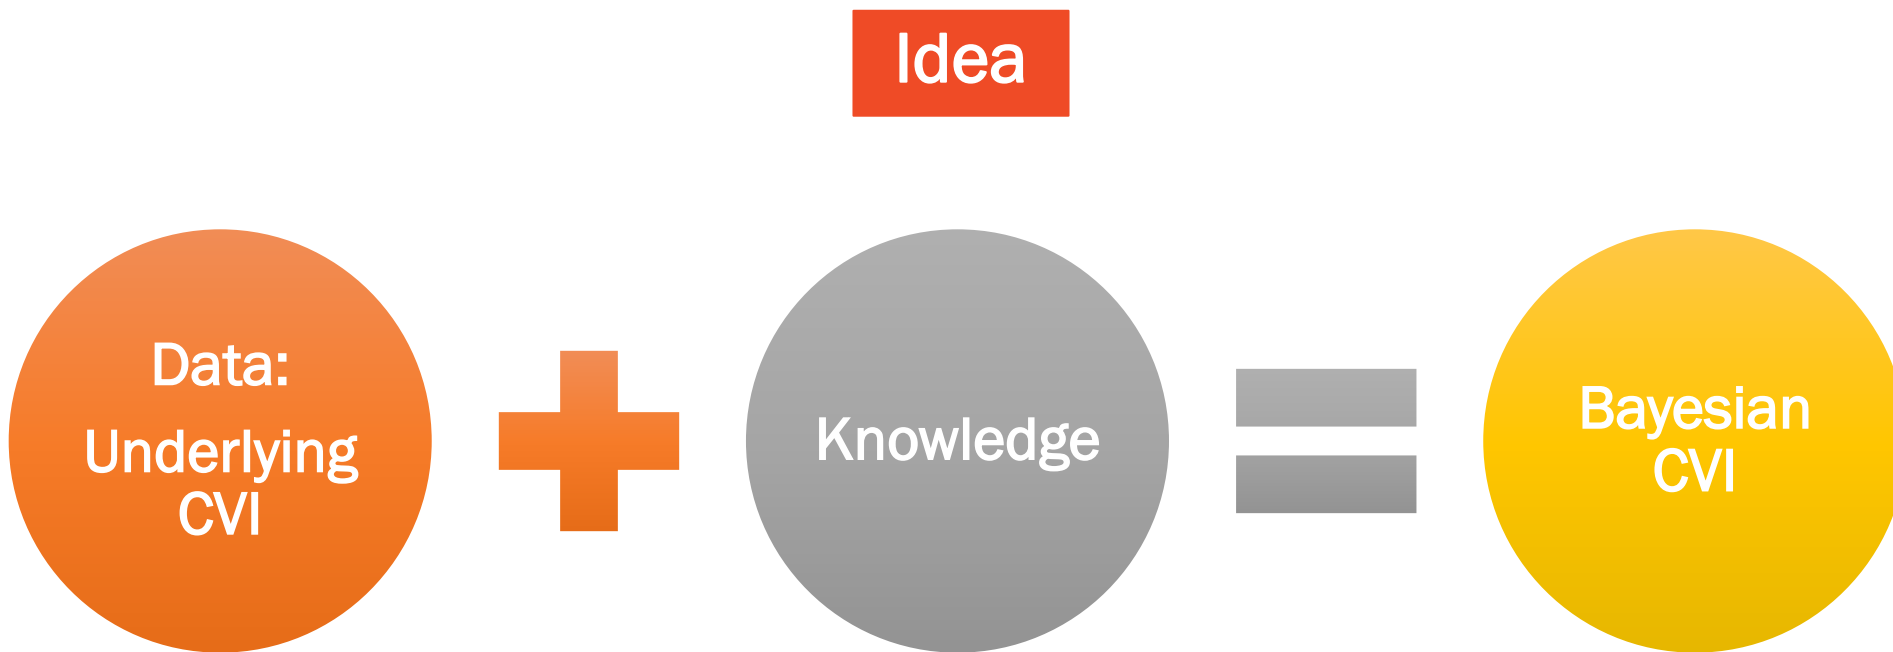 Idea
Data:
Underlying
CVI
Knowledge
Bayesian
CVI